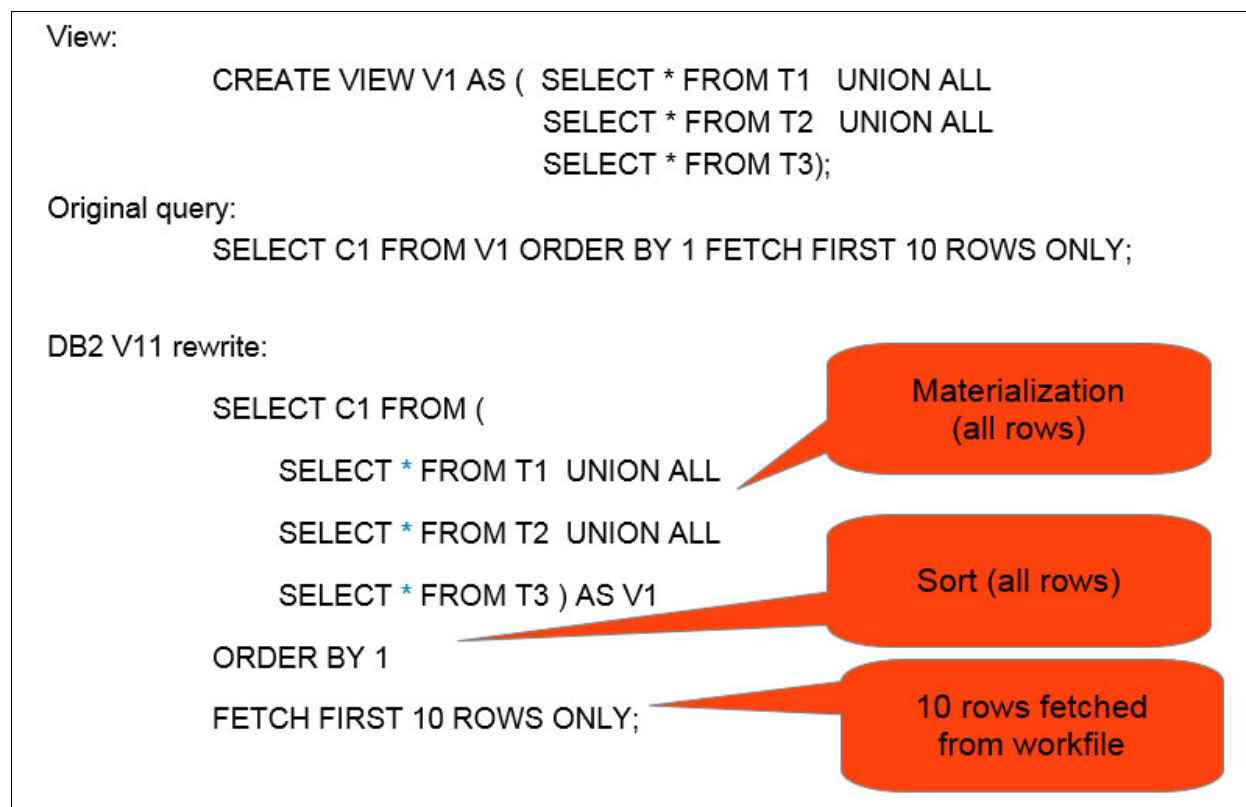 View:
CREATE VIEW V1 AS ( SELECT * FROM T1 UNION ALL
SELECT * FROM T2 UNION ALL
SELECT * FROM T3);
Original query:
SELECT C1 FROM V1 ORDER BY 1 FETCH FIRST 10 ROWS ONLY;
DB2 V11 rewrite:
SELECT C1 FROM (
SELECT * FROM T1 UNION ALL
SELECT * FROM T2 UNION ALL
SELECT * FROM T3 ) AS V1
ORDER BY 1
FETCH FIRST 10 ROWS ONLY;
Materialization
(all rows)
Sort (all rows)
10 rows fetched
from workfile